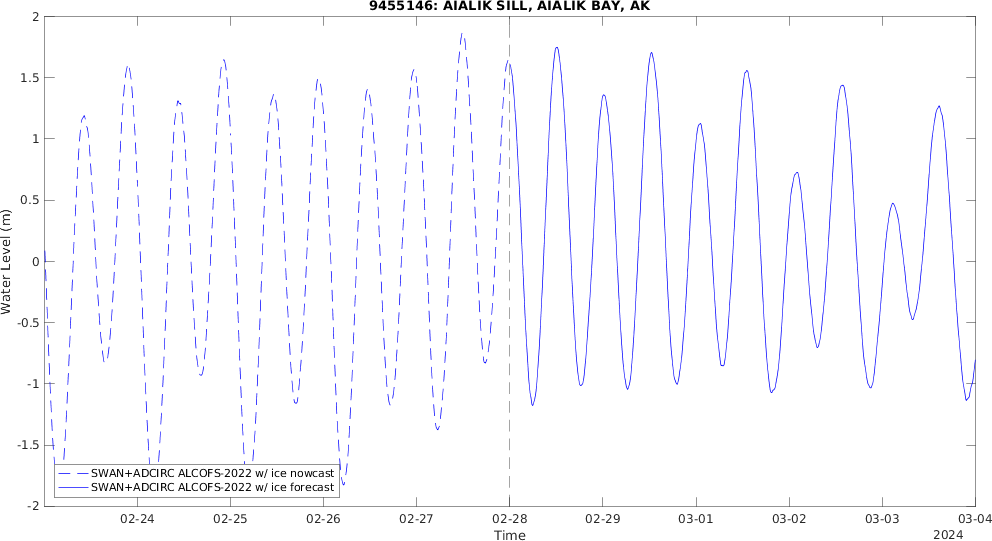 9455146: AIALIK SILL, AIALIK BAY, AK
2
1.5
1
0.5
0
-0.5
-1
-1.5
-2
Water Level (m)
SWAN+ADCIRC ALCOFS-2022 w/ ice nowcast
SWAN+ADCIRC ALCOFS-2022 w/ ice forecast
02-24 02-25 02-26 02-27 02-28 02-29 03-01 03-02 03-03 03-04
Time
2024